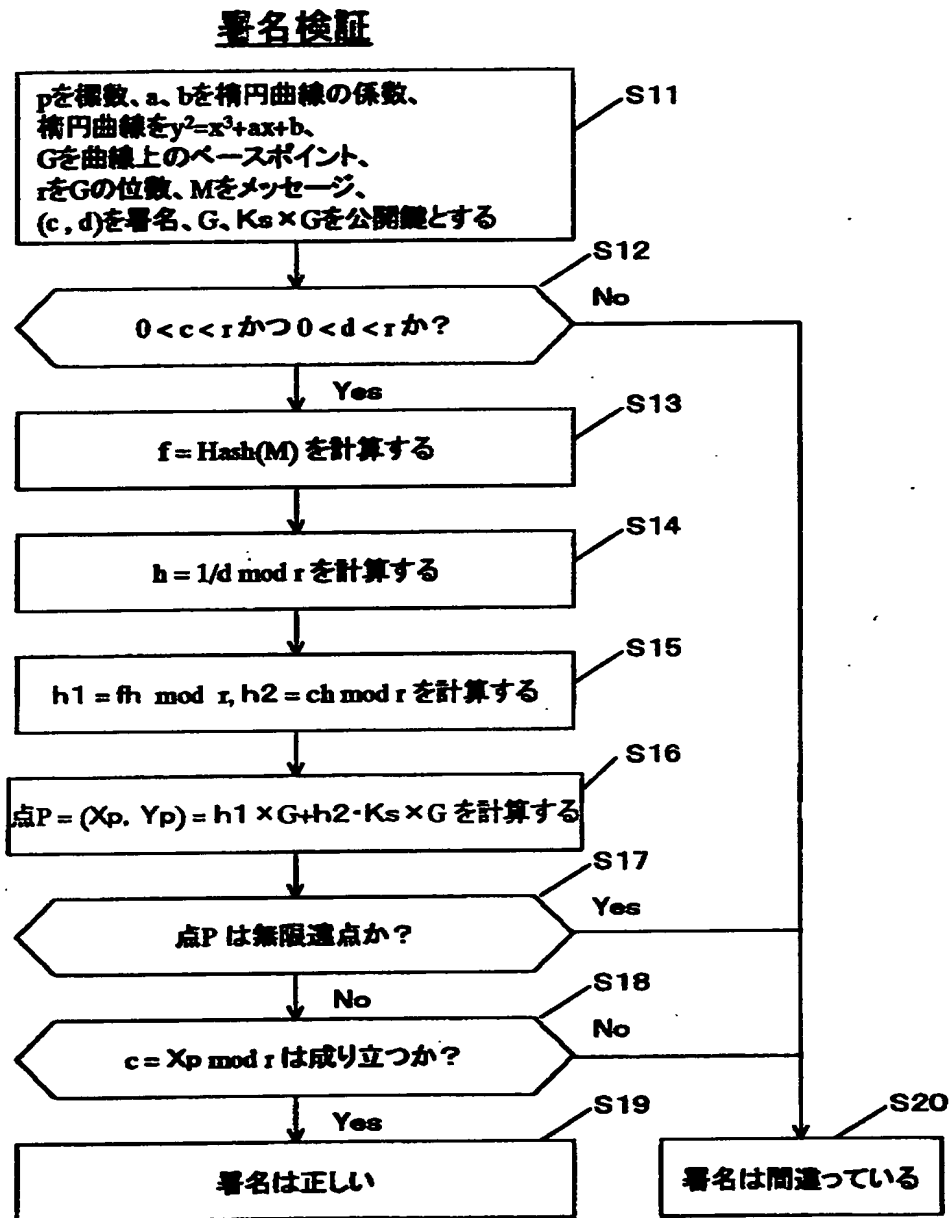 署名検証
pを標数、a、bを楕円曲線の係数、
楕円曲線をy²=x³+ax+b、
Gを曲線上のベースポイント、
rをGの位数、Mをメッセージ、
(c , d)を署名、G、Ks×Gを公開鍵とする
S11
S12
0 < c < r かつ 0 < d < r か？
No
Yes
S13
f = Hash(M) を計算する
S14
h = 1/d mod r を計算する
S15
h1 = fh mod r, h2 = ch mod r を計算する
S16
点P = (Xp, Yp) = h1 ×G+h2・Ks × G を計算する
S17
点P は無限遠点か？
Yes
No
S18
c = Xp mod r は成り立つか？
No
Yes
S19
署名は正しい
S20
署名は間違っている